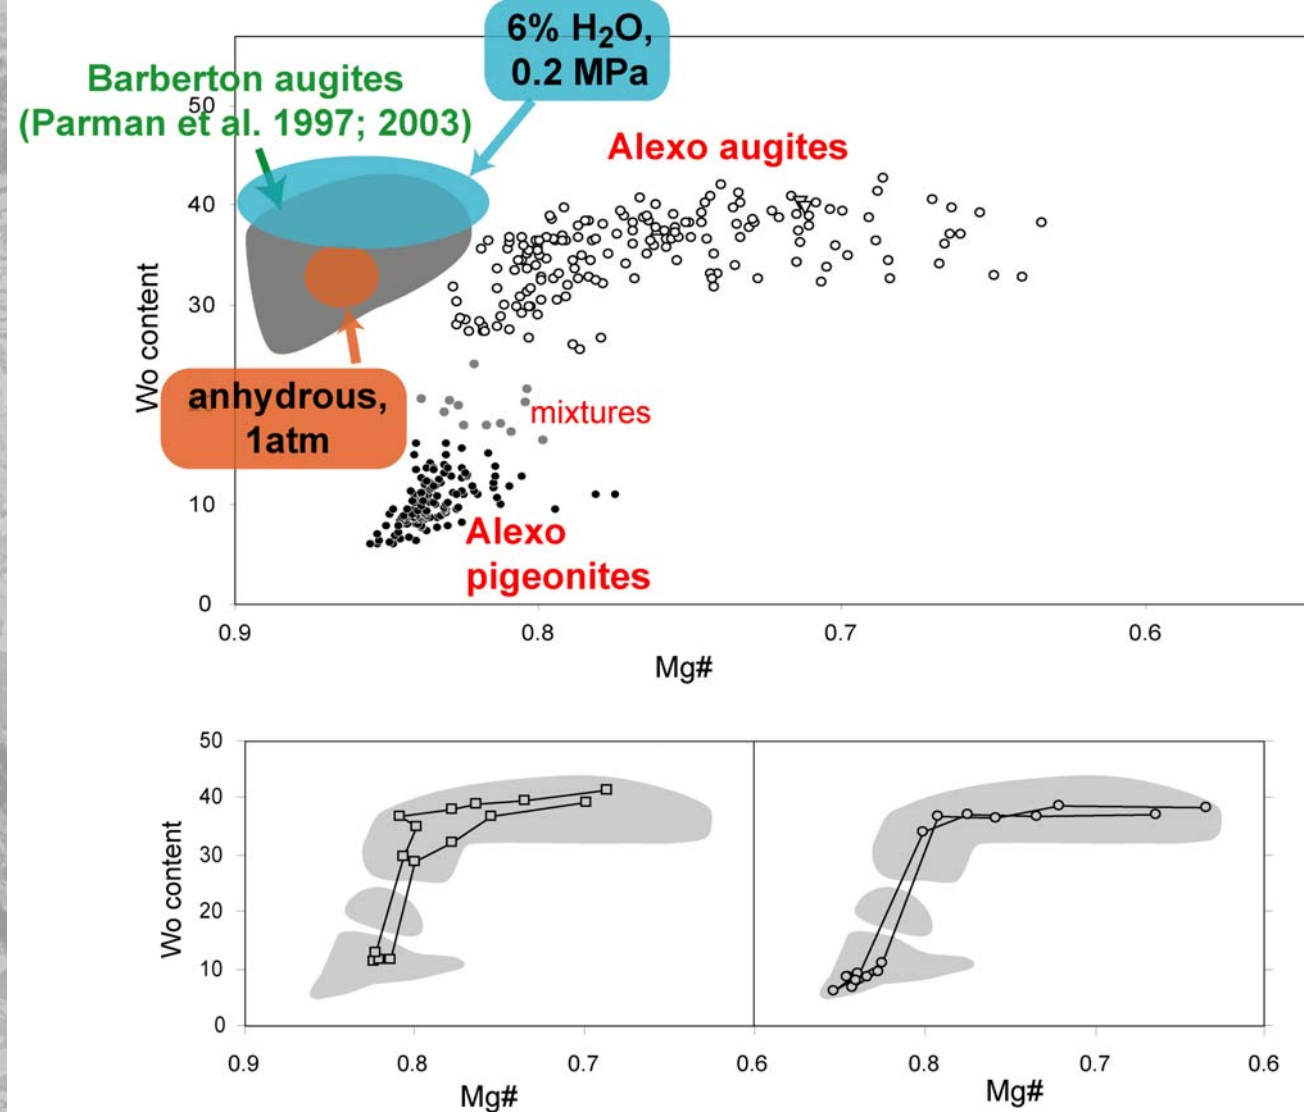 6% H₂O,
0.2 MPa
Barberton augites
(Parman et al. 1997; 2003)
50
Alexo augites
40
30
Wo content
anhydrous,
1atm
mixtures
10
Alexo
pigeonites
0
0.9 0.8 0.7 0.6
Mg#
50
40
30
20
10
0
Wo content
0.9 0.8 0.7 0.6 0.8 0.7 0.6
Mg# Mg#